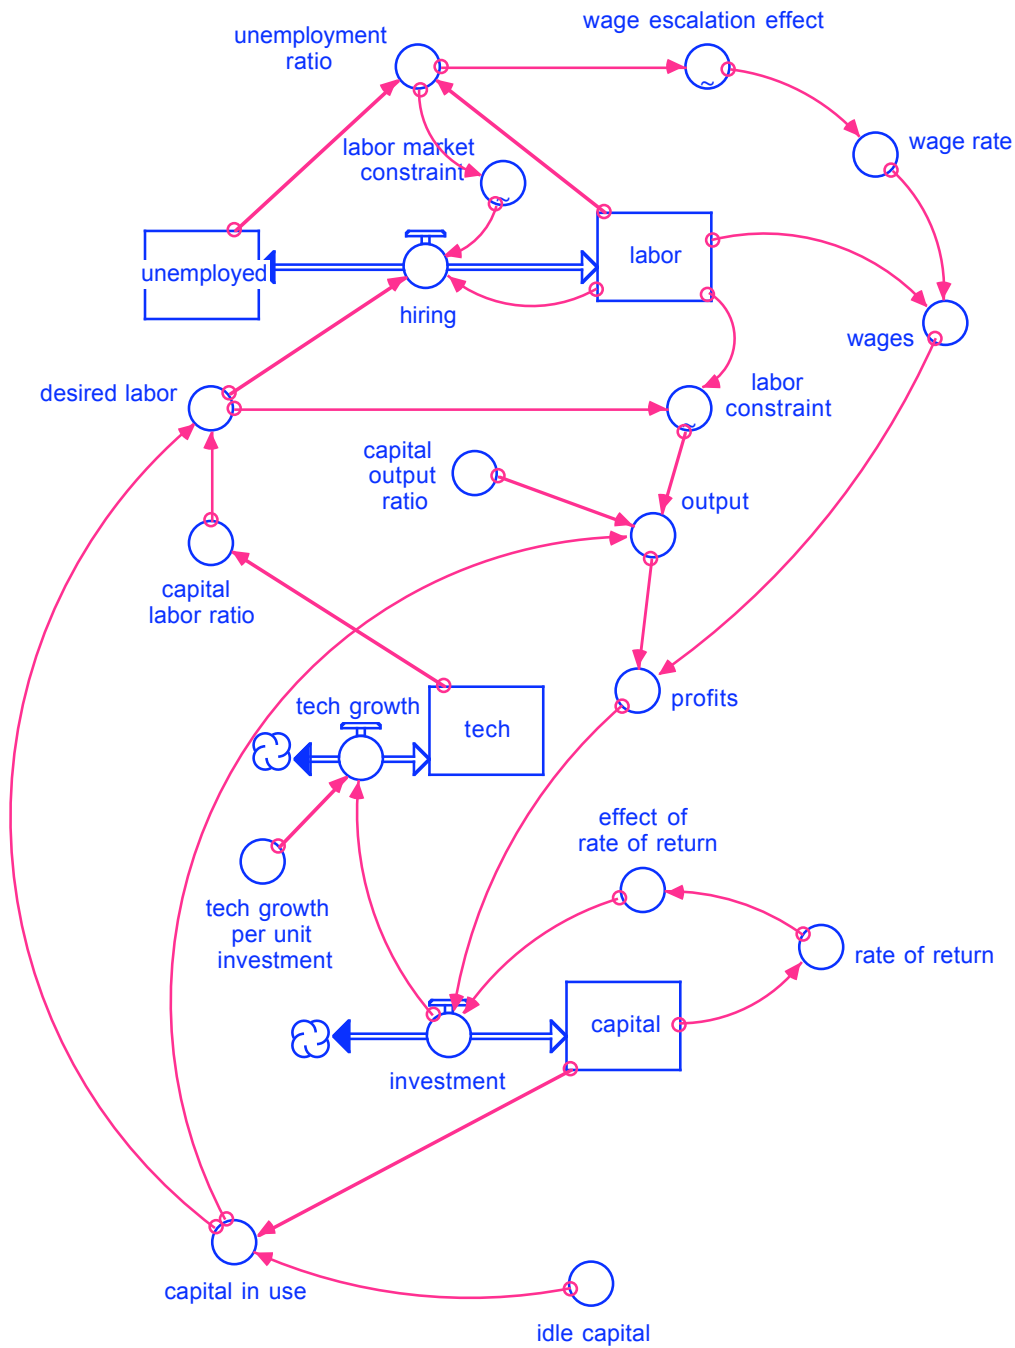 wage escalation effect
unemployment
ratio
wage rate
labor market
constraint
unemployed
labor
hiring
wages
desired labor
labor
constraint
capital
output
ratio
output
capital
labor ratio
tech growth
tech
profits
effect of
rate of return
tech growth
per unit
investment
rate of return
capital
investment
capital in use
idle capital